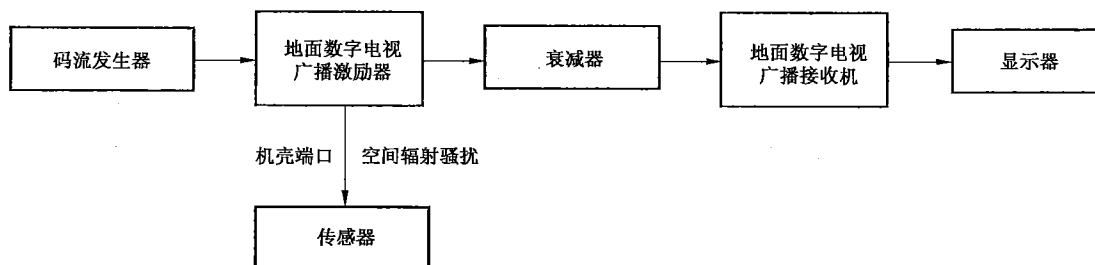 码流发生器
地面数字电视
广播激励器
衰减器
地面数字电视
广播接收机
显示器
机壳端口
空间辐射骚扰
传感器